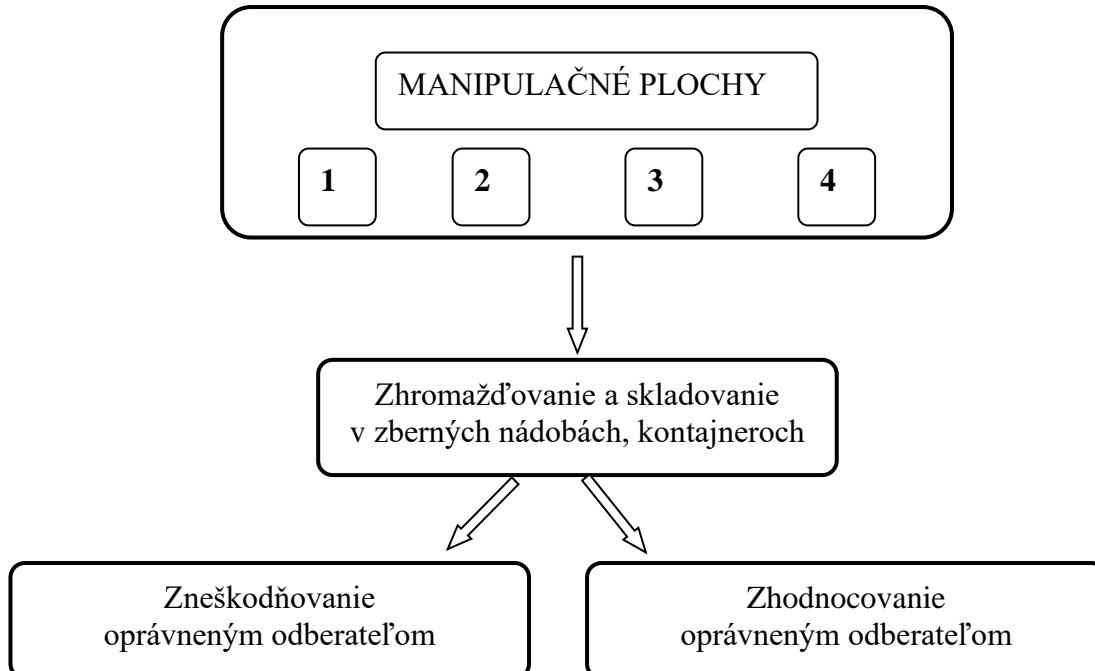 MANIPULAČNÉ PLOCHY
1 2 3 4
Zhromažďovanie a skladovanie
v zberných nádobách, kontajneroch
Zneškodňovanie
oprávneným odberateľom
Zhodnocovanie
oprávneným odberateľom